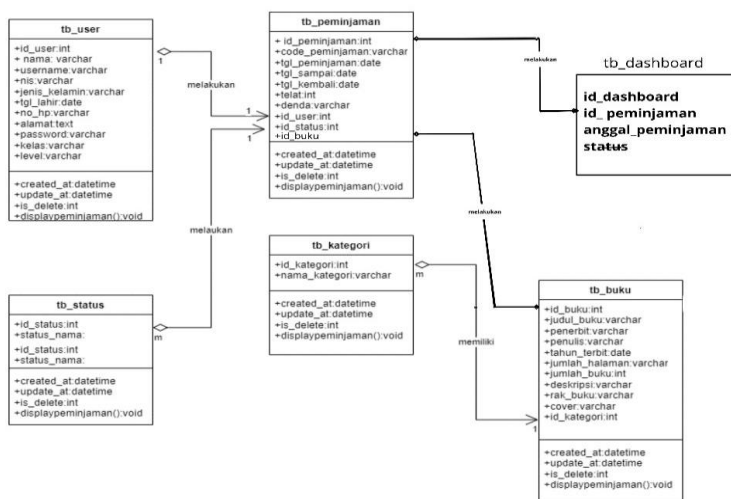 tb_user
+id_user:int
+ nama: varchar
+username:varchar
+nis:varchar
+jenis_kelamin:varchar
+tgl_lahir:date
+no_hp:varchar
+alamat:text
+password:varchar
+kelas:varchar
+level:varchar
+created_at:datetime
+update_at:datetime
+is_delete:int
+displaypeminjaman():void
1
melakukan
1
tb_peminjaman
+ id_peminjaman:int
+code_peminjaman:varchar
+tgl_peminjaman:date
+tgl_sampai:date
+tgl_kembali:date
+telat:int
+denda:varchar
+id_user:int
+id_status:int
+id_buku
+created_at:datetime
+update_at:datetime
+is_delete:int
+displaypeminjaman():void
melakukan
tb_dashboard
id_dashboard
id_ peminjaman
anggal_peminjaman
status
1
melaukan
m
tb_status
+id_status:int
+status_nama:
+id_status:int
+status_nama:
+created_at:datetime
+update_at:datetime
+is_delete:int
+displaypeminjaman():void
tb_kategori
+id_kategori:int
+nama_kategori:varchar
+created_at:datetime
+update_at:datetime
+is_delete:int
+displaypeminjaman():void
m
memiliki
1
melakukan
tb_buku
+id_buku:int
+judul_buku:varchar
+penerbit:varchar
+penulis:varchar
+tahun_terbit:date
+jumlah_halaman:varchar
+jumlah_buku:int
+deskripsi:varchar
+rak_buku:varchar
+cover:varchar
+id_kategori:int
+created_at:datetime
+update_at:datetime
+is_delete:int
+displaypeminjaman():void